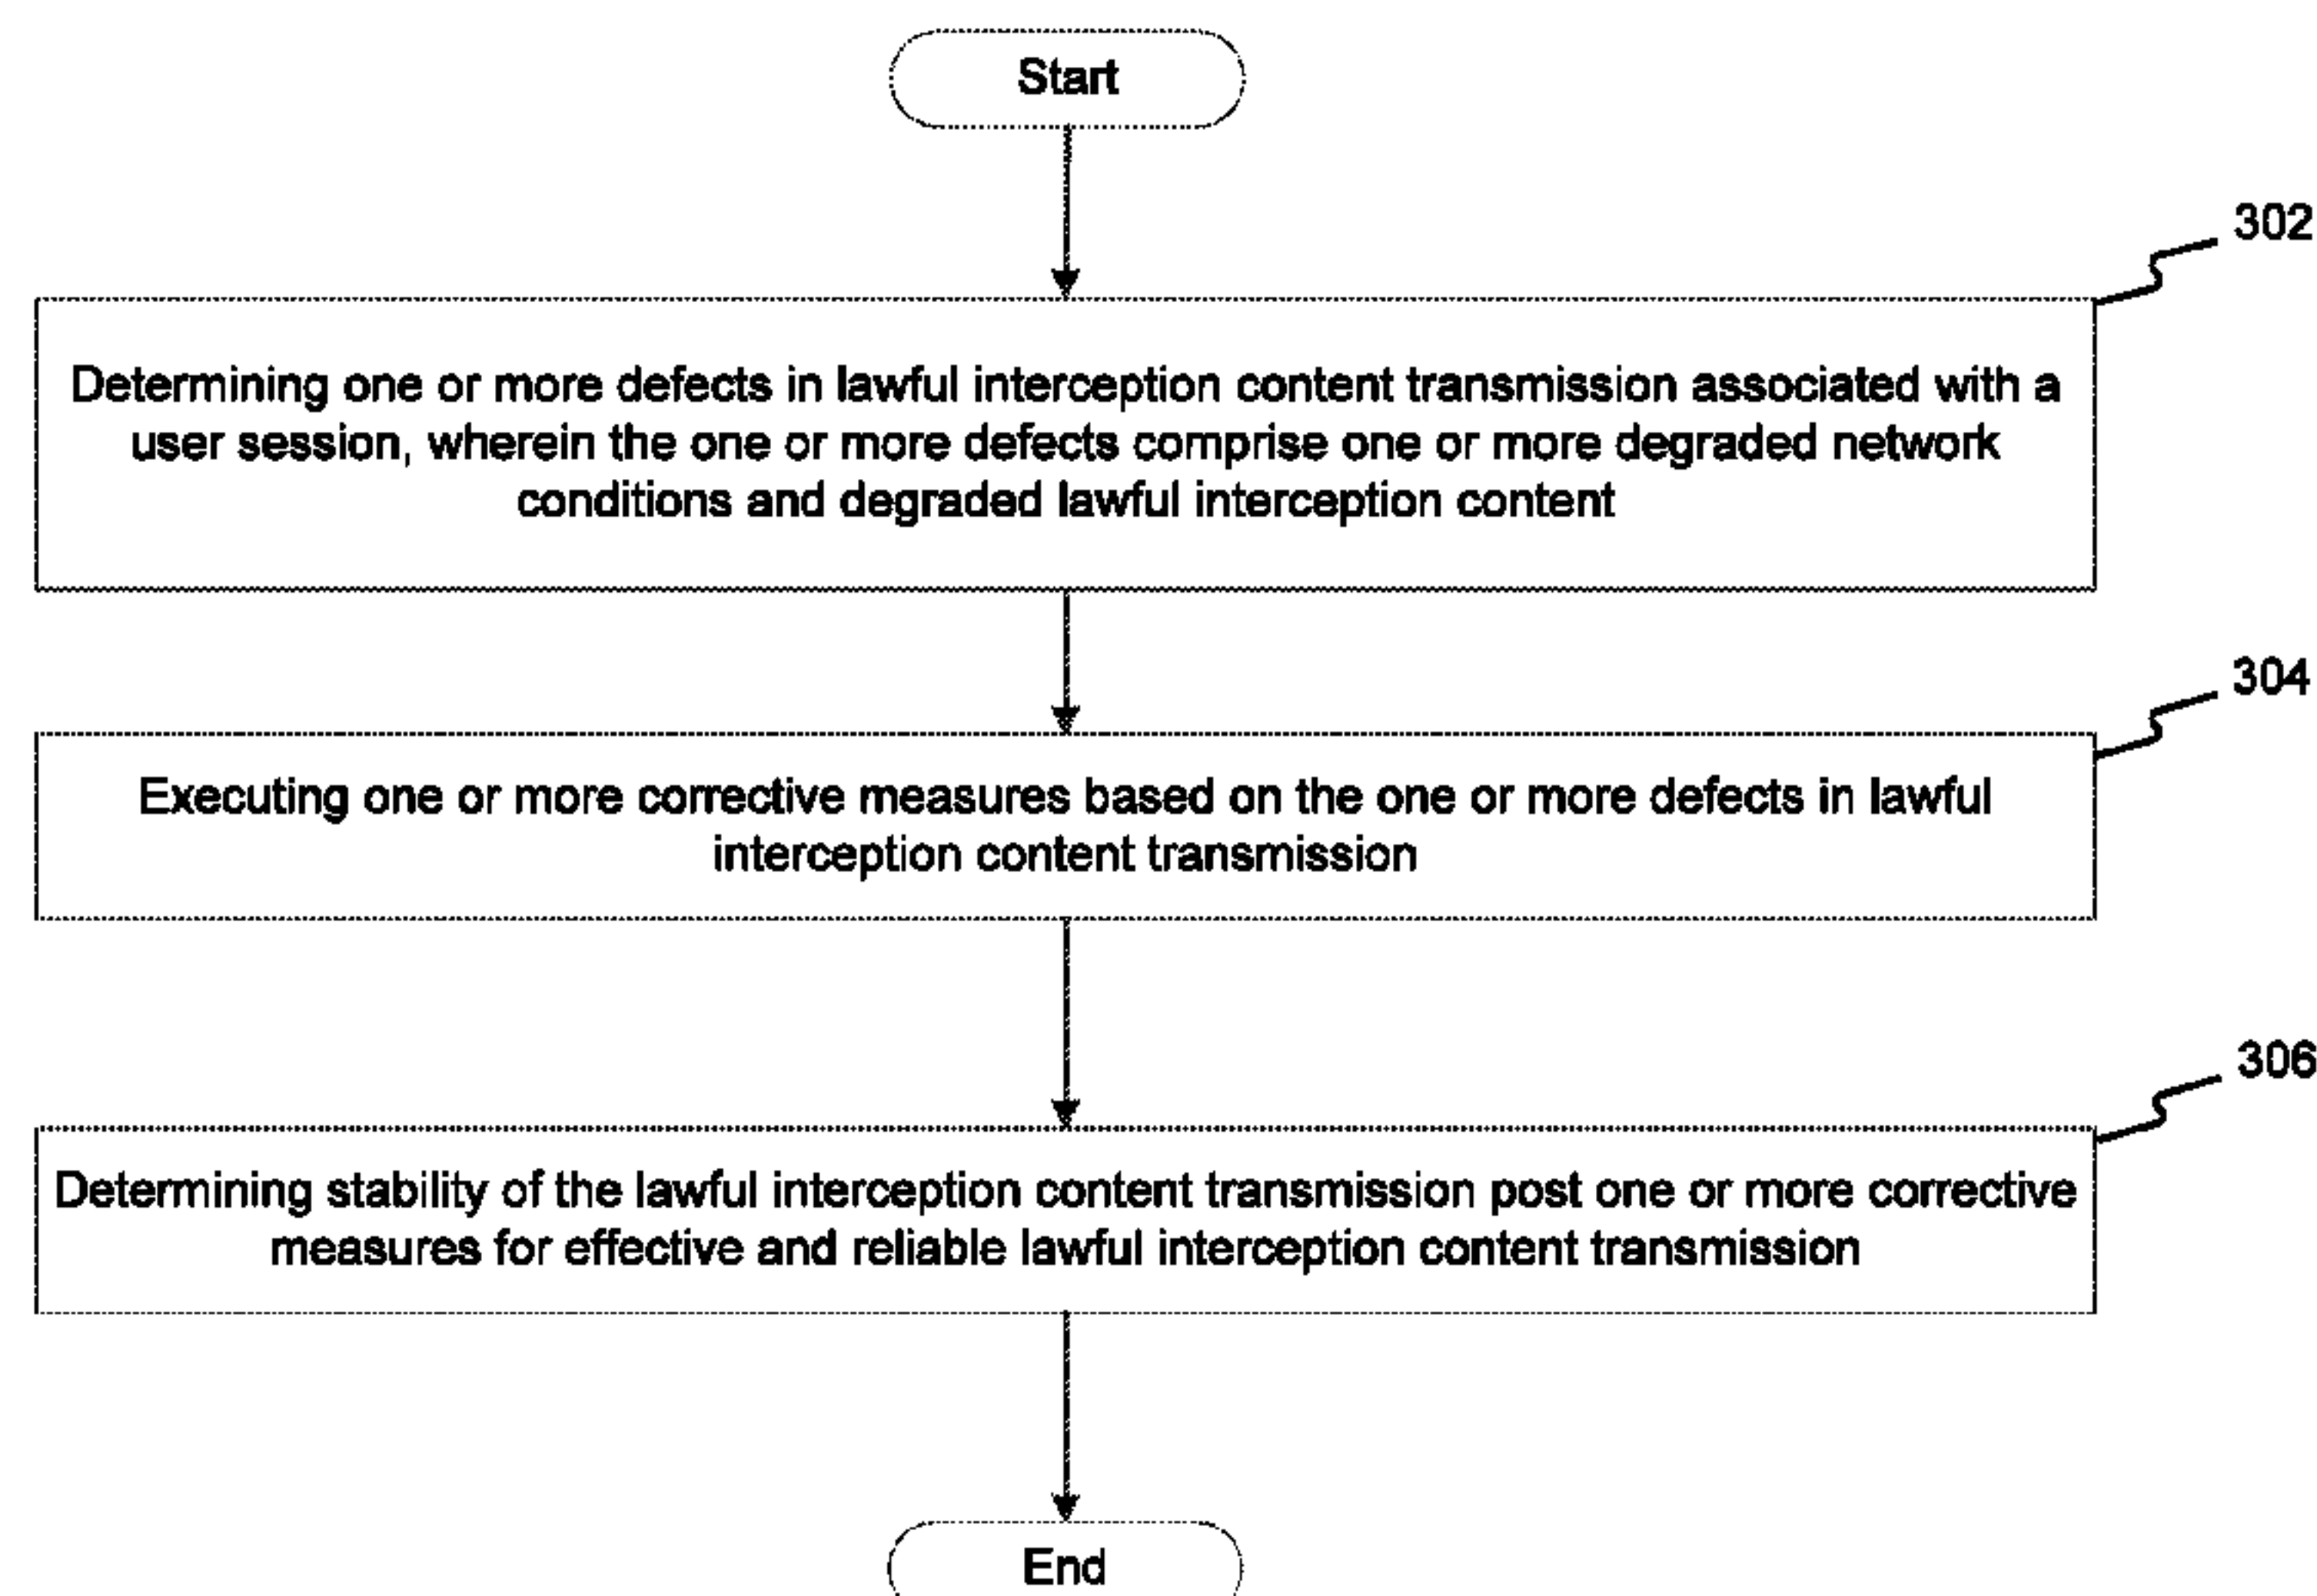 Start
302
Determining one or more defects in lawful interception content transmission associated with a
user session, wherein the one or more defects comprise one or more degraded network
conditions and degraded lawful interception content
304
Executing one or more corrective measures based on the one or more defects in lawful
interception content transmission
306
Determining stability of the lawful interception content transmission post one or more corrective
measures for effective and reliable lawful interception content transmission
End